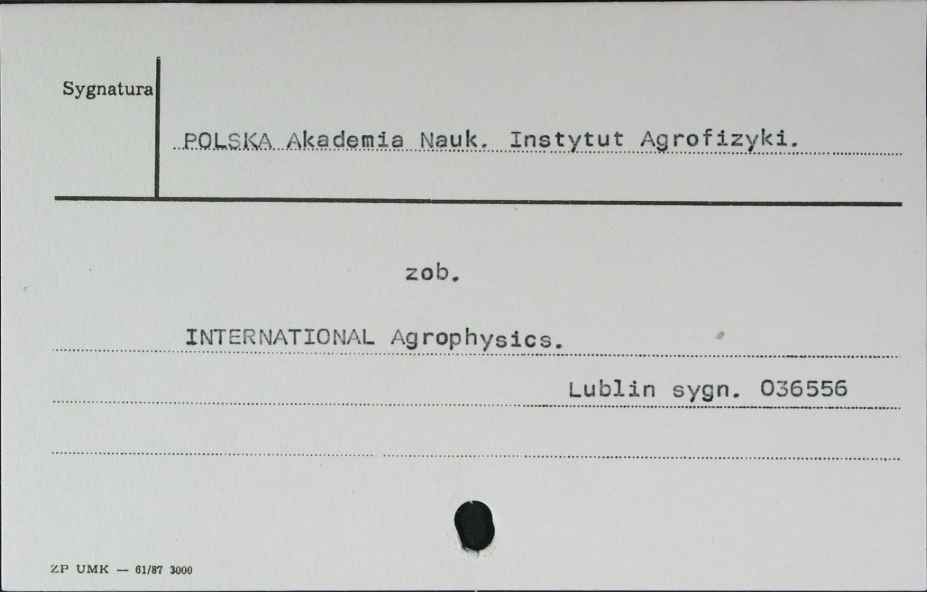 Sygnatura
POLSKA Akademia Nauk. Instytut Agrofizyki.
zob.
INTERNATIONAL Agrophysics.
Lublin sygn. 036556
ZP UMK — 61/87 3000